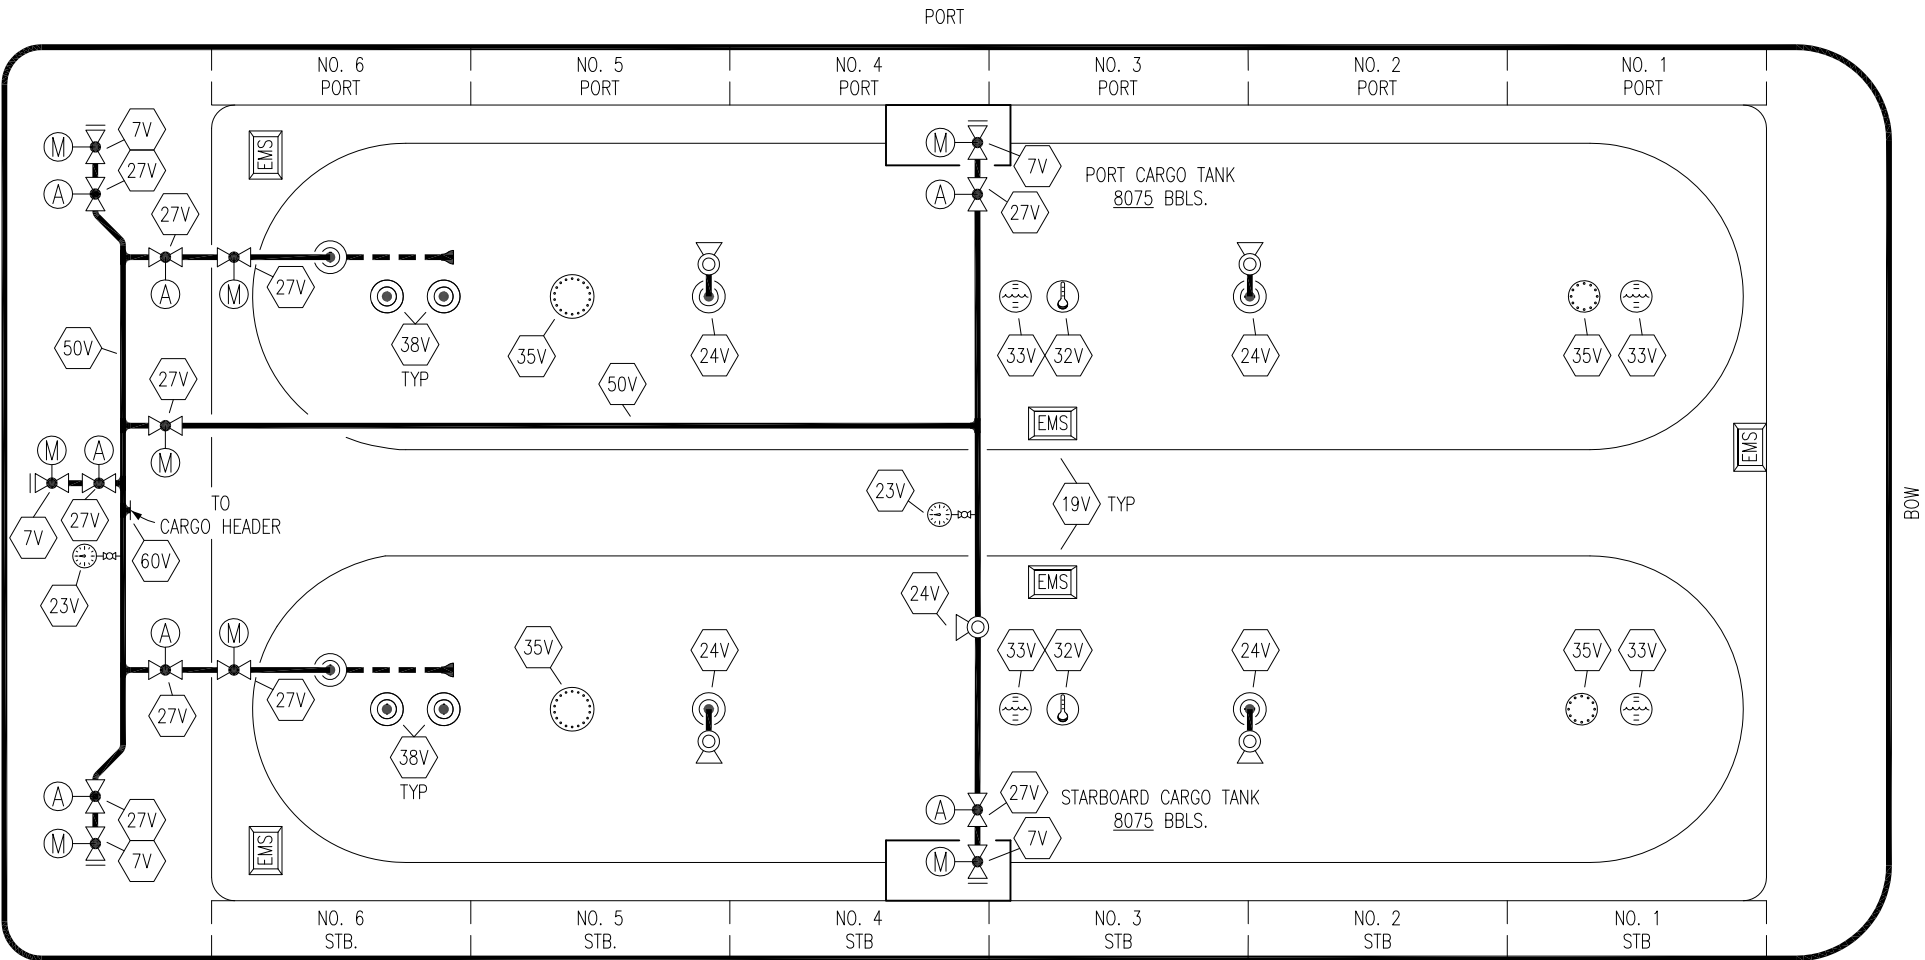 PORT
NO. 6
PORT
NO. 5
PORT
NO. 4
PORT
NO. 3
PORT
NO. 2
PORT
NO. 1
PORT
M
7V
27V
A
EMS
M
7V
A
27V
PORT CARGO TANK
8075 BBLS.
27V
A
M
27V
38V
TYP
35V
24V
33V
32V
24V
35V
33V
50V
27V
M
50V
EMS
EMS
M
A
7V
27V
TO
CARGO HEADER
60V
23V
23V
19V TYP
BOW
EMS
24V
A
M
27V
27V
38V
TYP
35V
24V
33V
32V
24V
35V
33V
A
27V
M
7V
EMS
A
27V
M
7V
STARBOARD CARGO TANK
8075 BBLS.
NO. 6
STB.
NO. 5
STB.
NO. 4
STB
NO. 3
STB
NO. 2
STB
NO. 1
STB